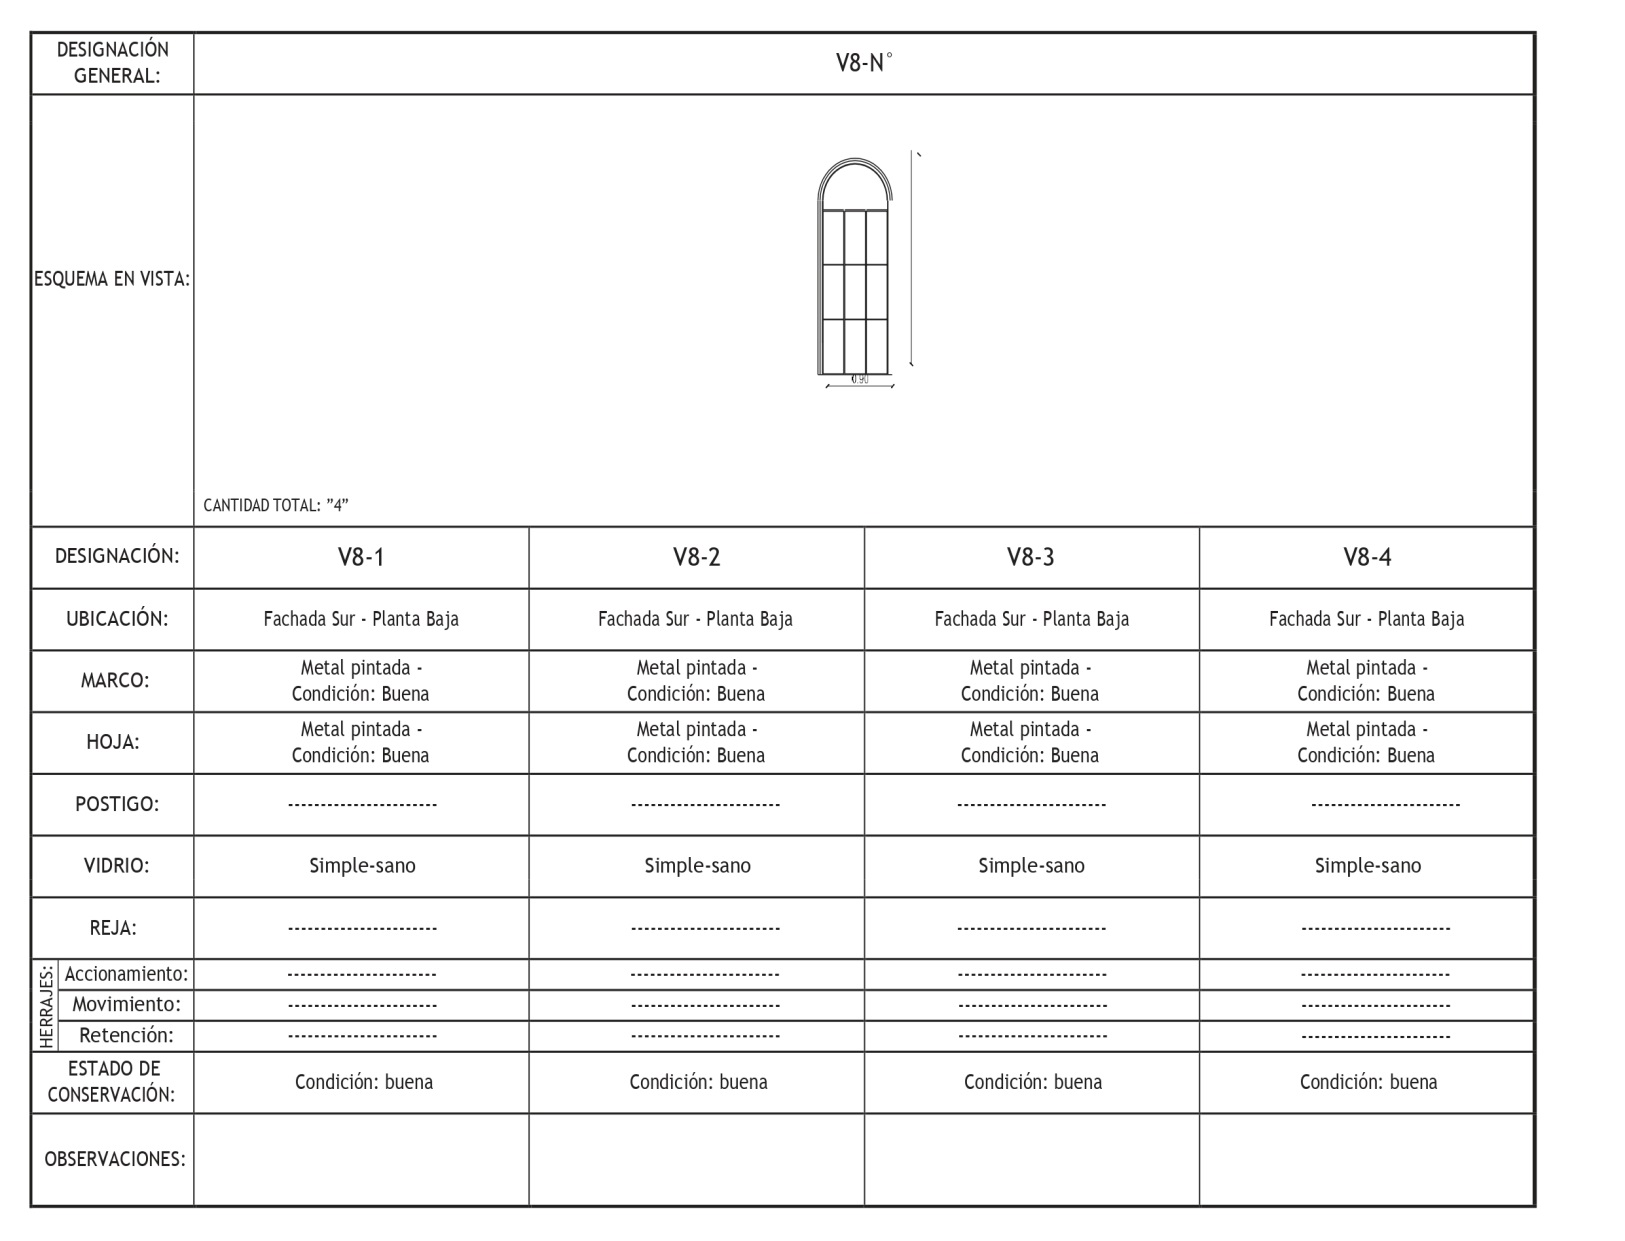 DESIGNACIÓN
GENERAL:
V8-N°
ESQUEMA EN VISTA:
0.90
CANTIDAD TOTAL: ”4”
DESIGNACIÓN: V8-1 V8-2 V8-3 V8-4
UBICACIÓN: Fachada Sur - Planta Baja Fachada Sur - Planta Baja Fachada Sur - Planta Baja Fachada Sur - Planta Baja
MARCO:
Metal pintada - Metal pintada - Metal pintada - Metal pintada -
Condición: Buena Condición: Buena Condición: Buena Condición: Buena
HOJA:
Metal pintada - Metal pintada - Metal pintada - Metal pintada -
Condición: Buena Condición: Buena Condición: Buena Condición: Buena
POSTIGO: ----------------------- ----------------------- ----------------------- -----------------------
VIDRIO: Simple-sano Simple-sano Simple-sano Simple-sano
REJA: ----------------------- ----------------------- ----------------------- -----------------------
HERRAJES:
Accionamiento: ----------------------- ----------------------- ----------------------- -----------------------
Movimiento: ----------------------- ----------------------- ----------------------- -----------------------
Retención: ----------------------- ----------------------- ----------------------- -----------------------
ESTADO DE
CONSERVACIÓN:
Condición: buena Condición: buena Condición: buena Condición: buena
OBSERVACIONES: